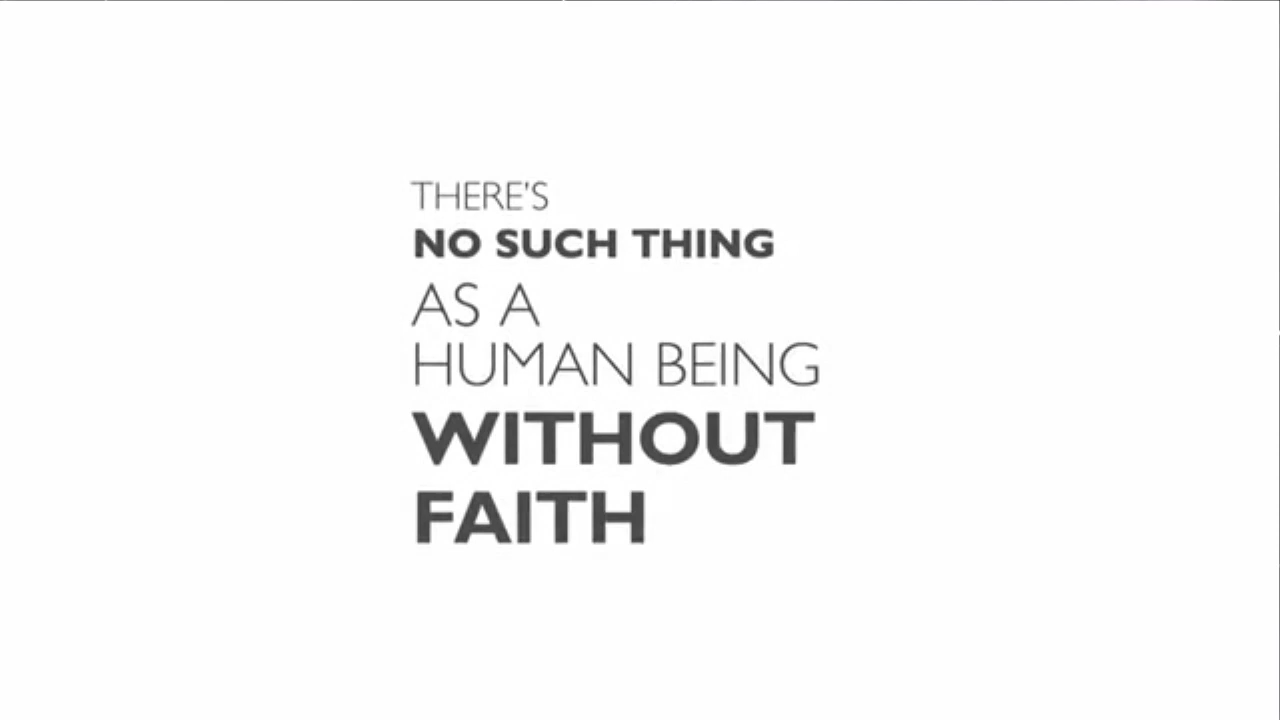 THERE'S
NO SUCH THING
AS A
HUMAN BEING
WITHOUT
FAITH